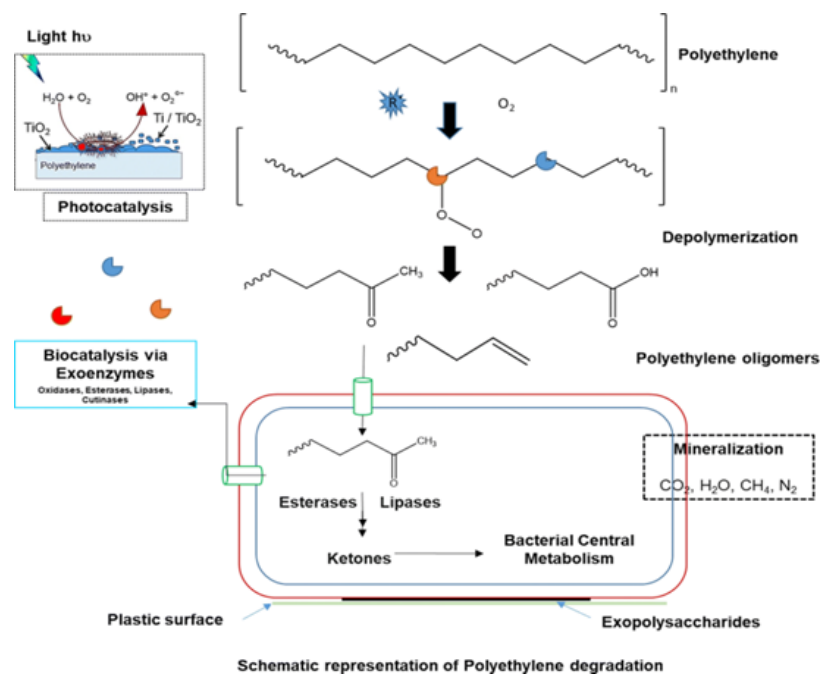 Light hυ
H₂O + O₂
OH• + O₂°⁻
TiO₂
Ti / TiO₂
Polyethylene
Photocatalysis
Polyethylene
n
R
O₂
O
O
Depolymerization
CH₃
O
OH
O
Polyethylene oligomers
Biocatalysis via
Exoenzymes
Oxidases, Esterases, Lipases,
Cutinases
CH₃
O
Esterases Lipases
Ketones
Bacterial Central
Metabolism
Mineralization
CO₂, H₂O, CH₄, N₂
Plastic surface
Exopolysaccharides
Schematic representation of Polyethylene degradation